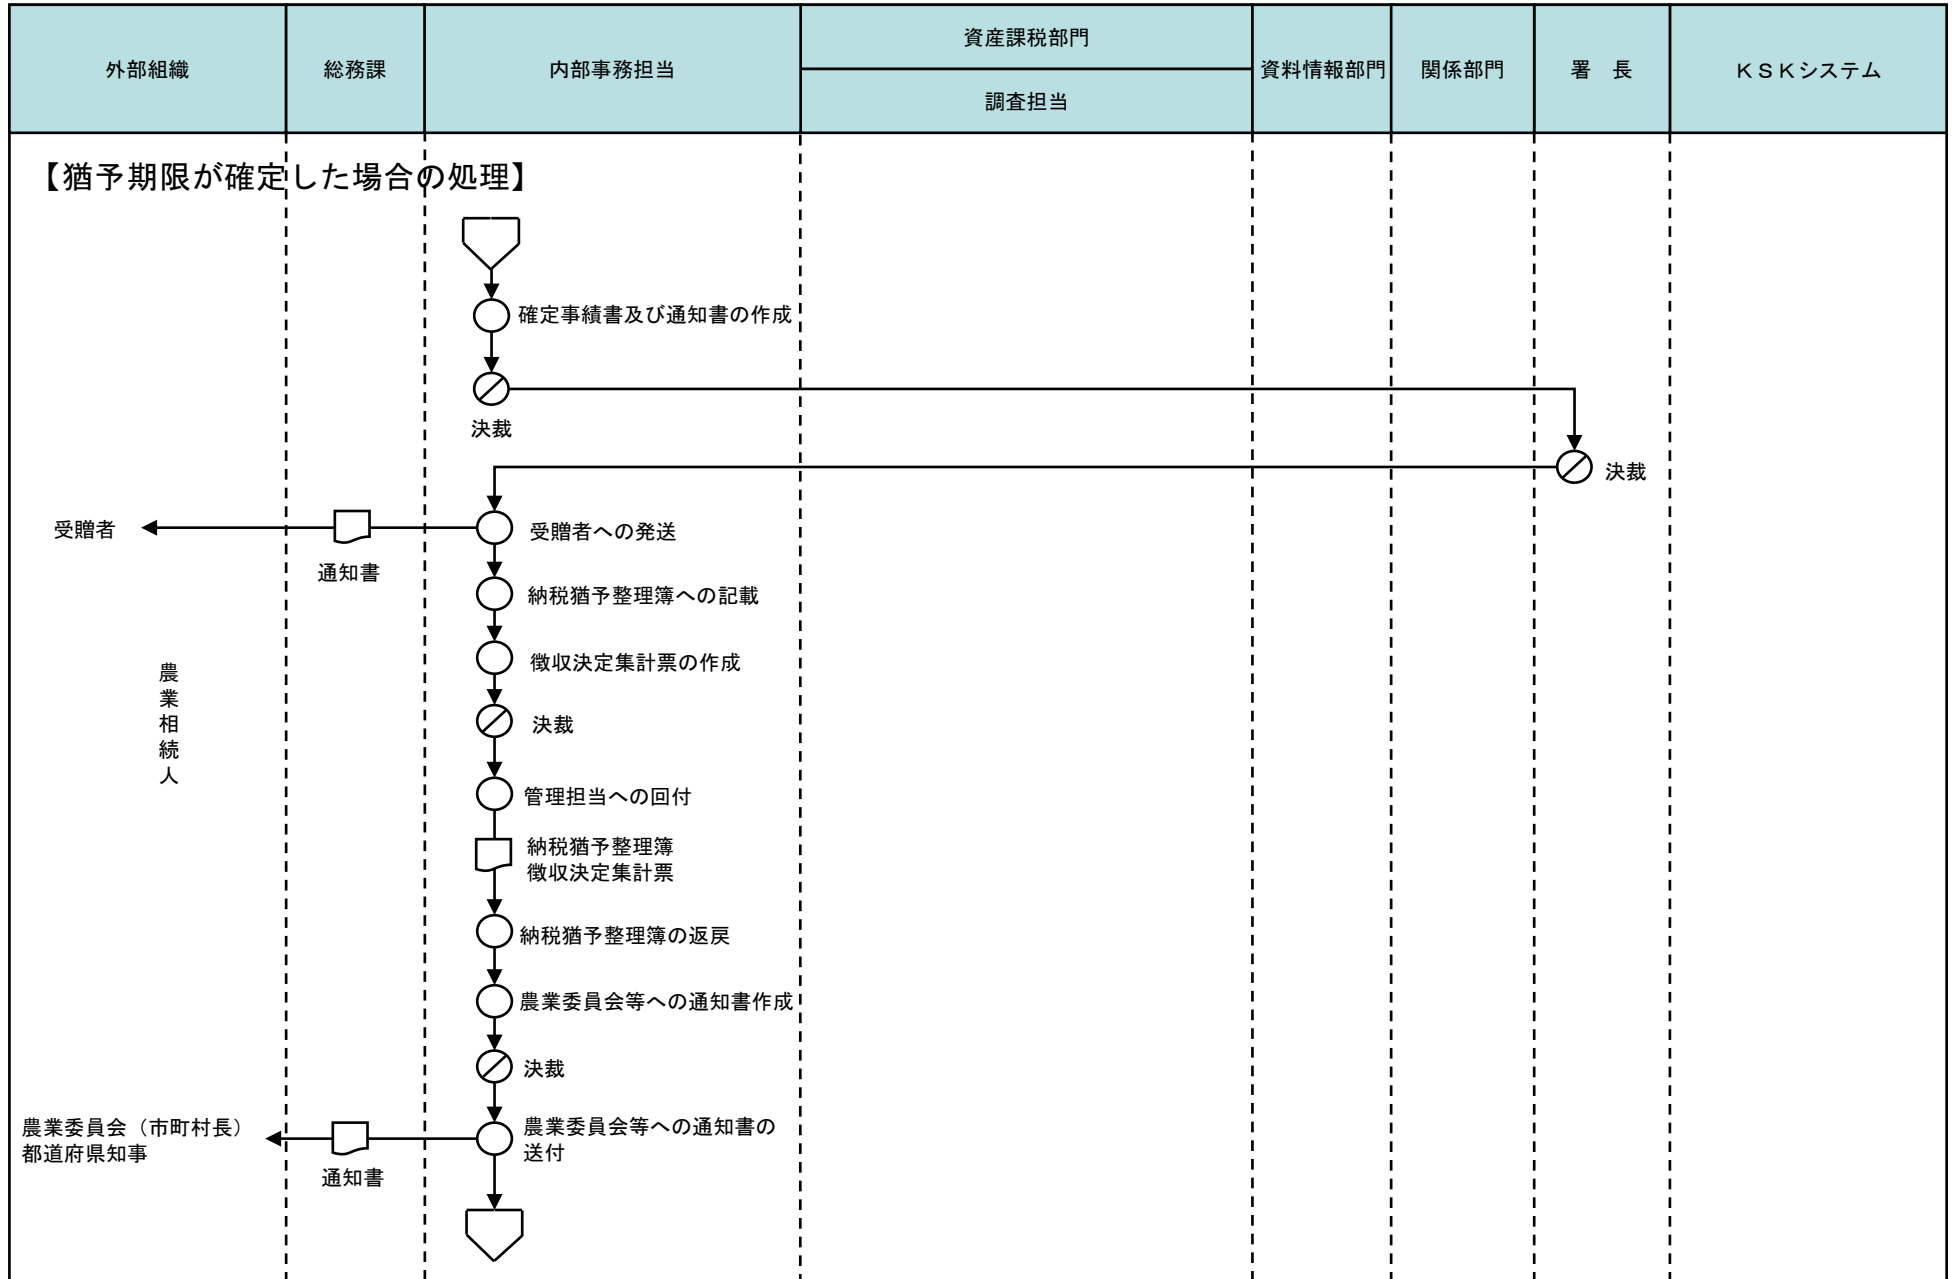 外部組織
総務課
内部事務担当
資産課税部門
調査担当
資料情報部門
関係部門
署　長
ＫＳＫシステム
【猶予期限が確定した場合の処理】
確定事績書及び通知書の作成
決裁
決裁
受贈者
通知書
受贈者への発送
納税猶予整理簿への記載
徴収決定集計票の作成
農業相続人
決裁
管理担当への回付
納税猶予整理簿
徴収決定集計票
納税猶予整理簿の返戻
農業委員会等への通知書作成
決裁
農業委員会（市町村長）
都道府県知事
通知書
農業委員会等への通知書の
送付